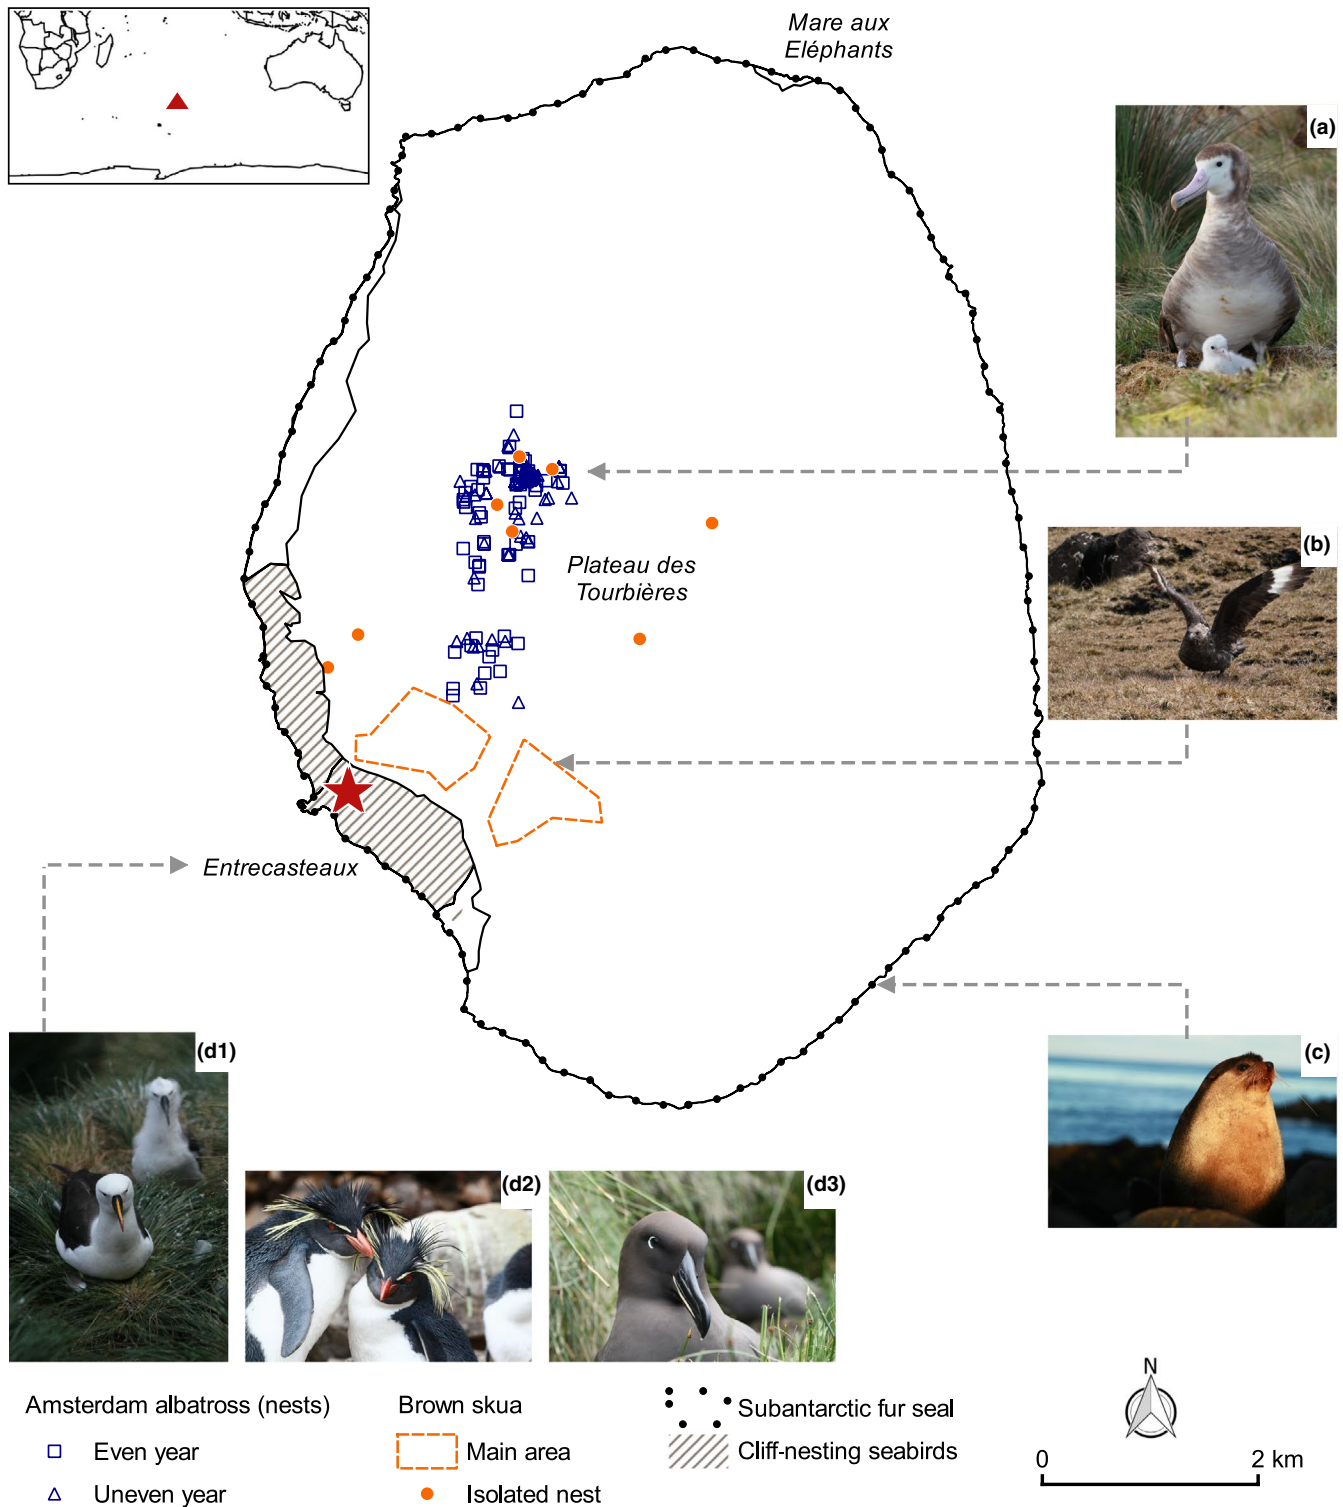 Mare aux
Eléphants
(a)
(b)
Plateau des
Tourbières
Entrecasteaux
(c)
(d1)
(d2)
(d3)
N
Amsterdam albatross (nests)
Even year
Uneven year
Brown skua
Main area
Isolated nest
Subantarctic fur seal
Cliff-nesting seabirds
0 2 km